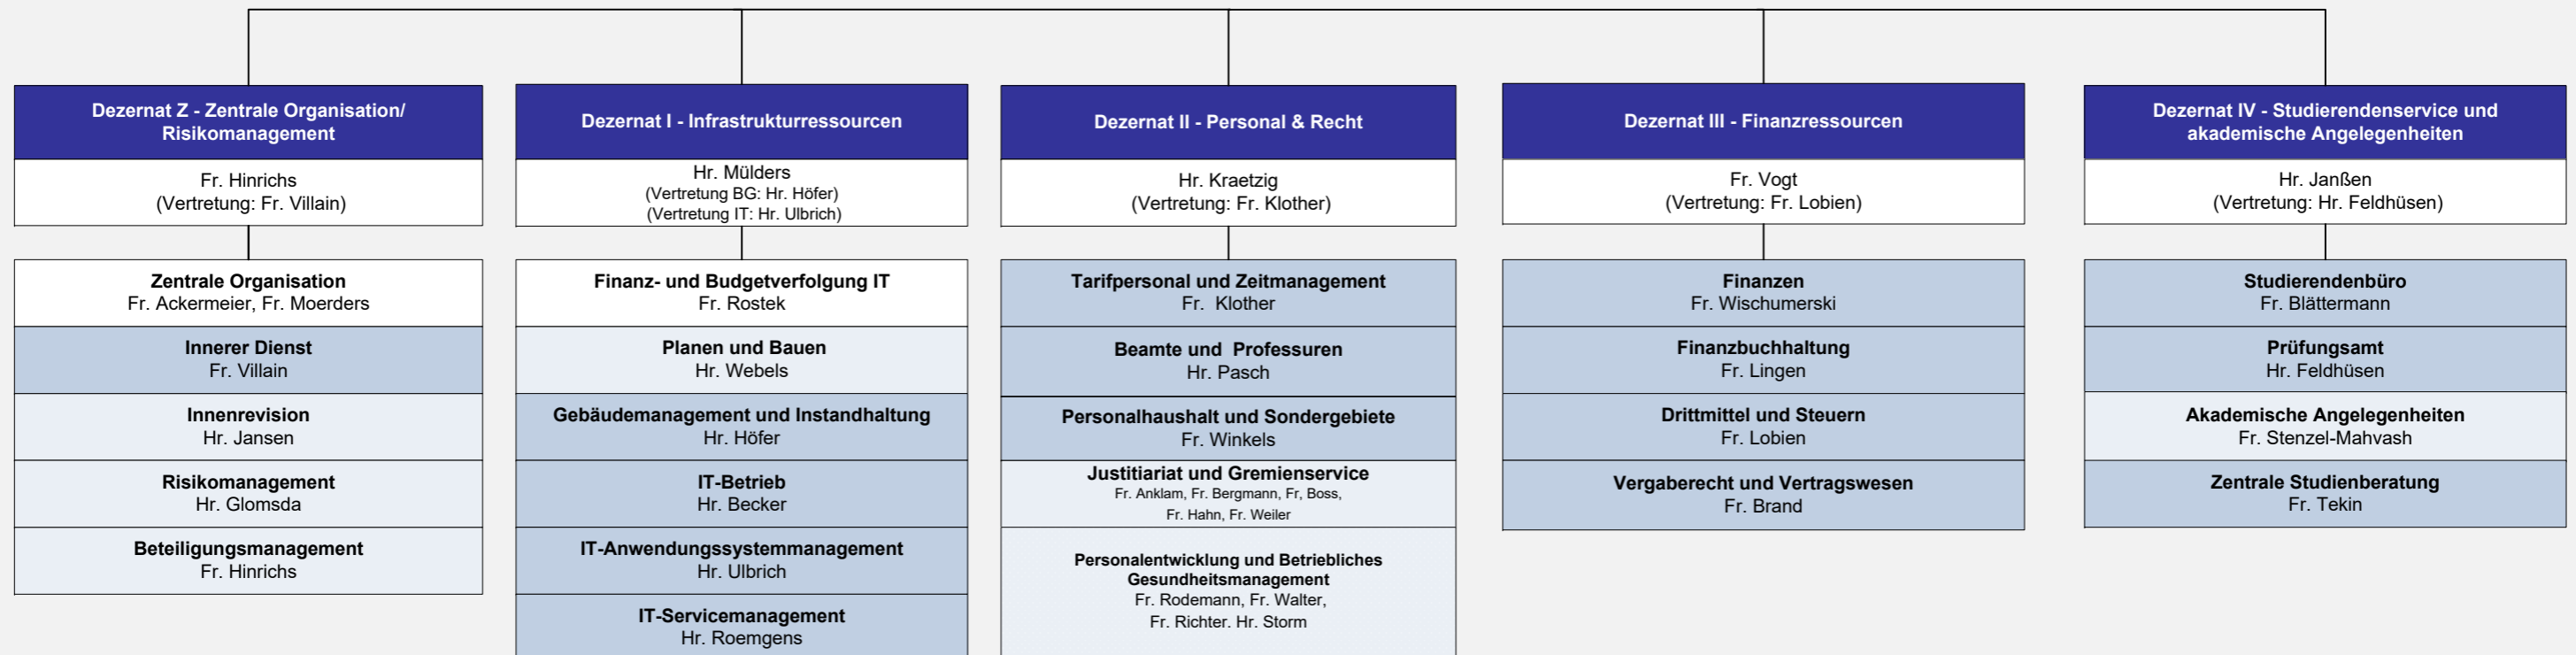 Dezernat Z - Zentrale Organisation/
Risikomanagement
Fr. Hinrichs
(Vertretung: Fr. Villain)
Zentrale Organisation
Fr. Ackermeier, Fr. Moerders
Innerer Dienst
Fr. Villain
Innenrevision
Hr. Jansen
Risikomanagement
Hr. Glomsda
Beteiligungsmanagement
Fr. Hinrichs
Dezernat I - Infrastrukturressourcen
Hr. Mülders
(Vertretung BG: Hr. Höfer)
(Vertretung IT: Hr. Ulbrich)
Finanz- und Budgetverfolgung IT
Fr. Rostek
Planen und Bauen
Hr. Webels
Gebäudemanagement und Instandhaltung
Hr. Höfer
IT-Betrieb
Hr. Becker
IT-Anwendungssystemmanagement
Hr. Ulbrich
IT-Servicemanagement
Hr. Roemgens
Dezernat II - Personal & Recht
Hr. Kraetzig
(Vertretung: Fr. Klother)
Tarifpersonal und Zeitmanagement
Fr. Klother
Beamte und Professuren
Hr. Pasch
Personalhaushalt und Sondergebiete
Fr. Winkels
Justitiariat und Gremienservice
Fr. Anklam, Fr. Bergmann, Fr, Boss,
Fr. Hahn, Fr. Weiler
Personalentwicklung und Betriebliches
Gesundheitsmanagement
Fr. Rodemann, Fr. Walter,
Fr. Richter. Hr. Storm
Dezernat III - Finanzressourcen
Fr. Vogt
(Vertretung: Fr. Lobien)
Finanzen
Fr. Wischumerski
Finanzbuchhaltung
Fr. Lingen
Drittmittel und Steuern
Fr. Lobien
Vergaberecht und Vertragswesen
Fr. Brand
Dezernat IV - Studierendenservice und
akademische Angelegenheiten
Hr. Janßen
(Vertretung: Hr. Feldhüsen)
Studierendenbüro
Fr. Blättermann
Prüfungsamt
Hr. Feldhüsen
Akademische Angelegenheiten
Fr. Stenzel-Mahvash
Zentrale Studienberatung
Fr. Tekin